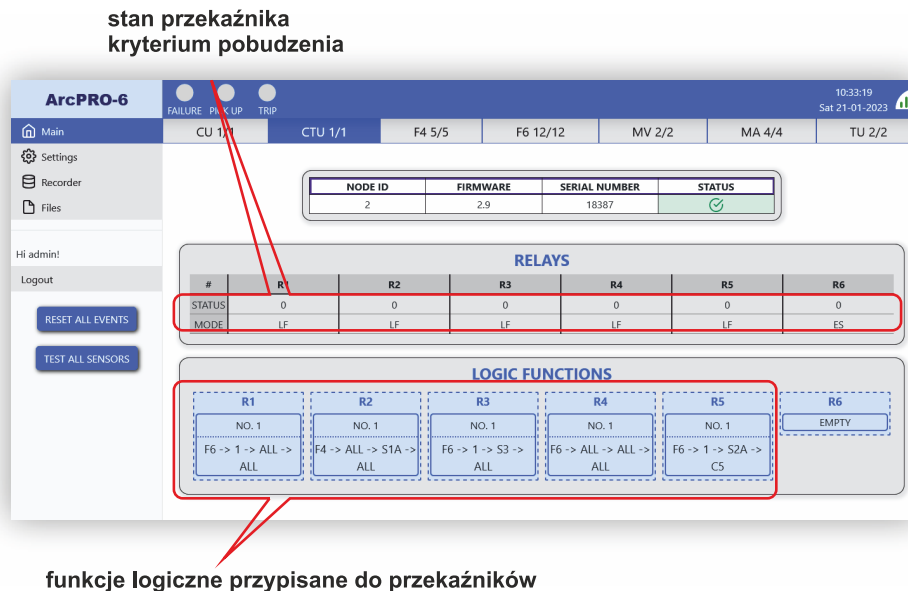 stan przekaźnika
kryterium pobudzenia
ArcPRO-6
FAILURE PICK UP TRIP
10:33:19
Sat 21-01-2023
Main
CU 1/1 CTU 1/1 F4 5/5 F6 12/12 MV 2/2 MA 4/4 TU 2/2
Settings
Recorder
Files
NODE ID FIRMWARE SERIAL NUMBER STATUS
2 2.9 18387
Hi admin!
Logout
RESET ALL EVENTS
TEST ALL SENSORS
RELAYS
# R1 R2 R3 R4 R5 R6
STATUS 0 0 0 0 0 0
MODE LF LF LF LF LF ES
LOGIC FUNCTIONS
R1 R2 R3 R4 R5 R6
NO. 1 NO. 1 NO. 1 NO. 1 NO. 1 EMPTY
F6 -> 1 -> ALL -> F4 -> ALL -> S1A -> F6 -> 1 -> S3 -> F6 -> ALL -> ALL -> F6 -> 1 -> S2A ->
ALL ALL ALL ALL C5
funkcje logiczne przypisane do przekaźników